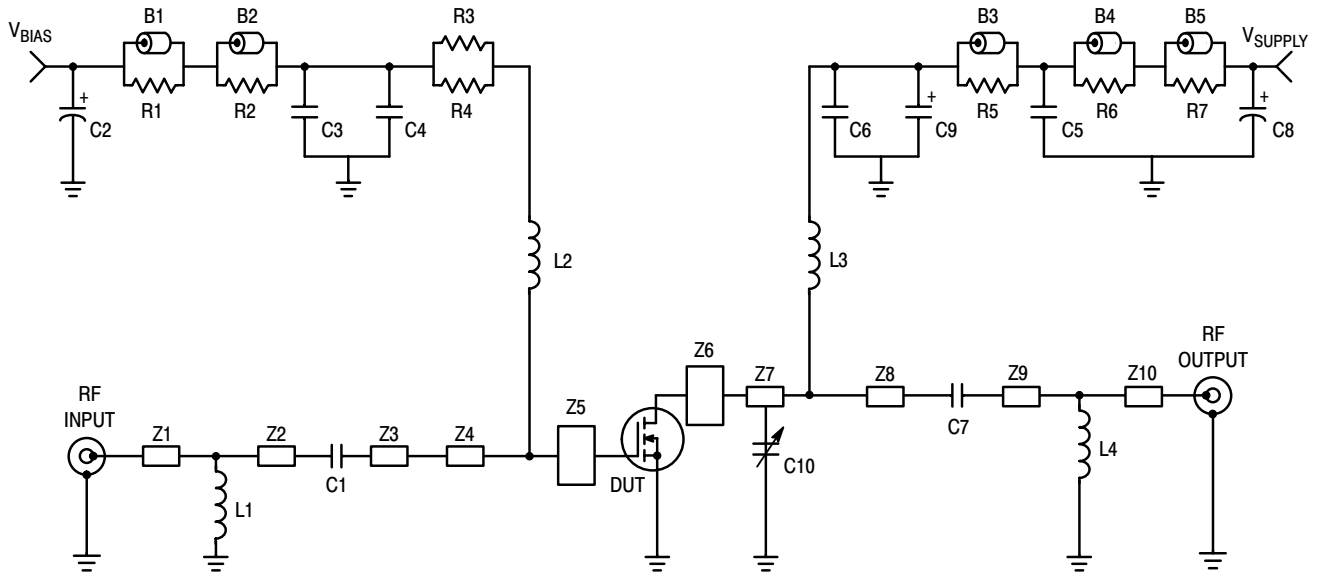 B1
B2
R3
B3
B4
B5
V_BIAS
V_SUPPLY
+
R1
R2
R4
C2
C3
C4
+
C6
C9
R5
C5
R6
R7
+
C8
L2
L3
RF
INPUT
Z1
Z2
Z3
Z4
Z5
Z6
Z7
Z8
Z9
Z10
RF
OUTPUT
C1
L1
DUT
C10
C7
L4